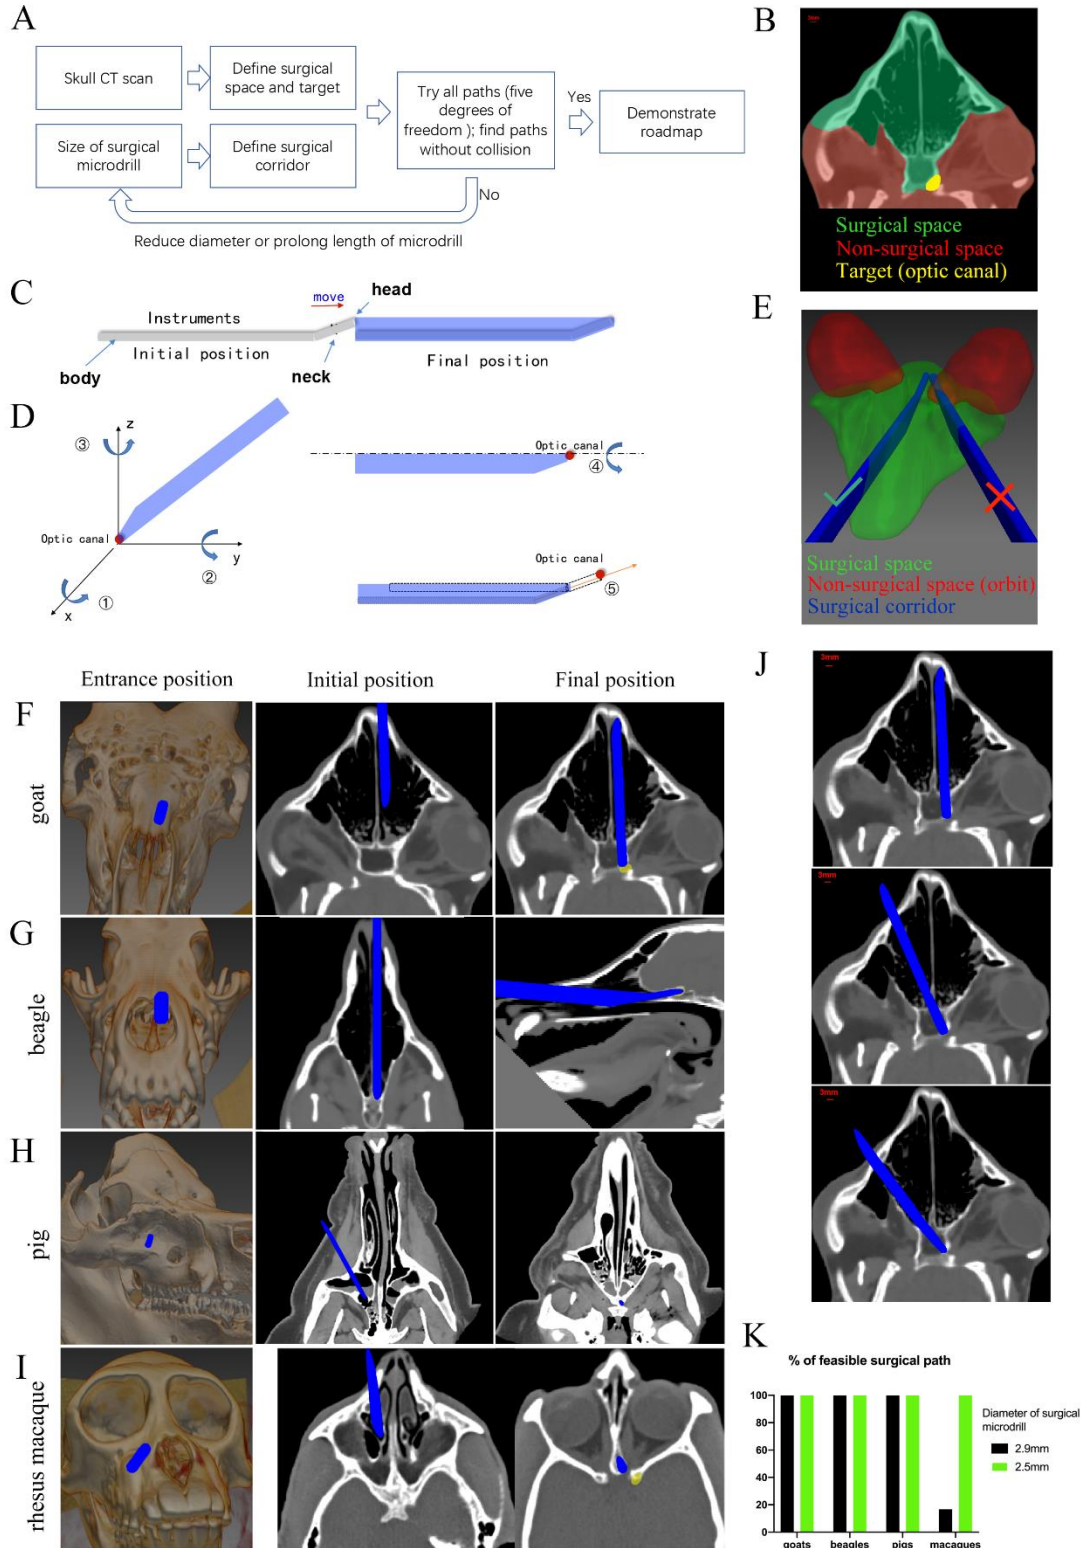 A
Skull CT scan
Define surgical
space and target
Size of surgical
microdrill
Define surgical
corridor
Try all paths (five
degrees of
freedom ); find paths
without collision
Yes
Demonstrate
roadmap
No
Reduce diameter or prolong length of microdrill
B
3mm
Surgical space
Non-surgical space
Target (optic canal)
C
Instruments
Initial position
move
head
body
neck
Final position
D
③
z
Optic canal
y
②
①
x
Optic canal
④
Optic canal
⑤
E
Surgical space
Non-surgical space (orbit)
Surgical corridor
Entrance position
Initial position
Final position
F
goat
G
beagle
H
pig
I
rhesus macaque
J
3mm
3mm
3mm
K
% of feasible surgical path
100
80
60
40
20
0
goats
beagles
pigs
macaques
Diameter of surgical
microdrill
2.9mm
2.5mm